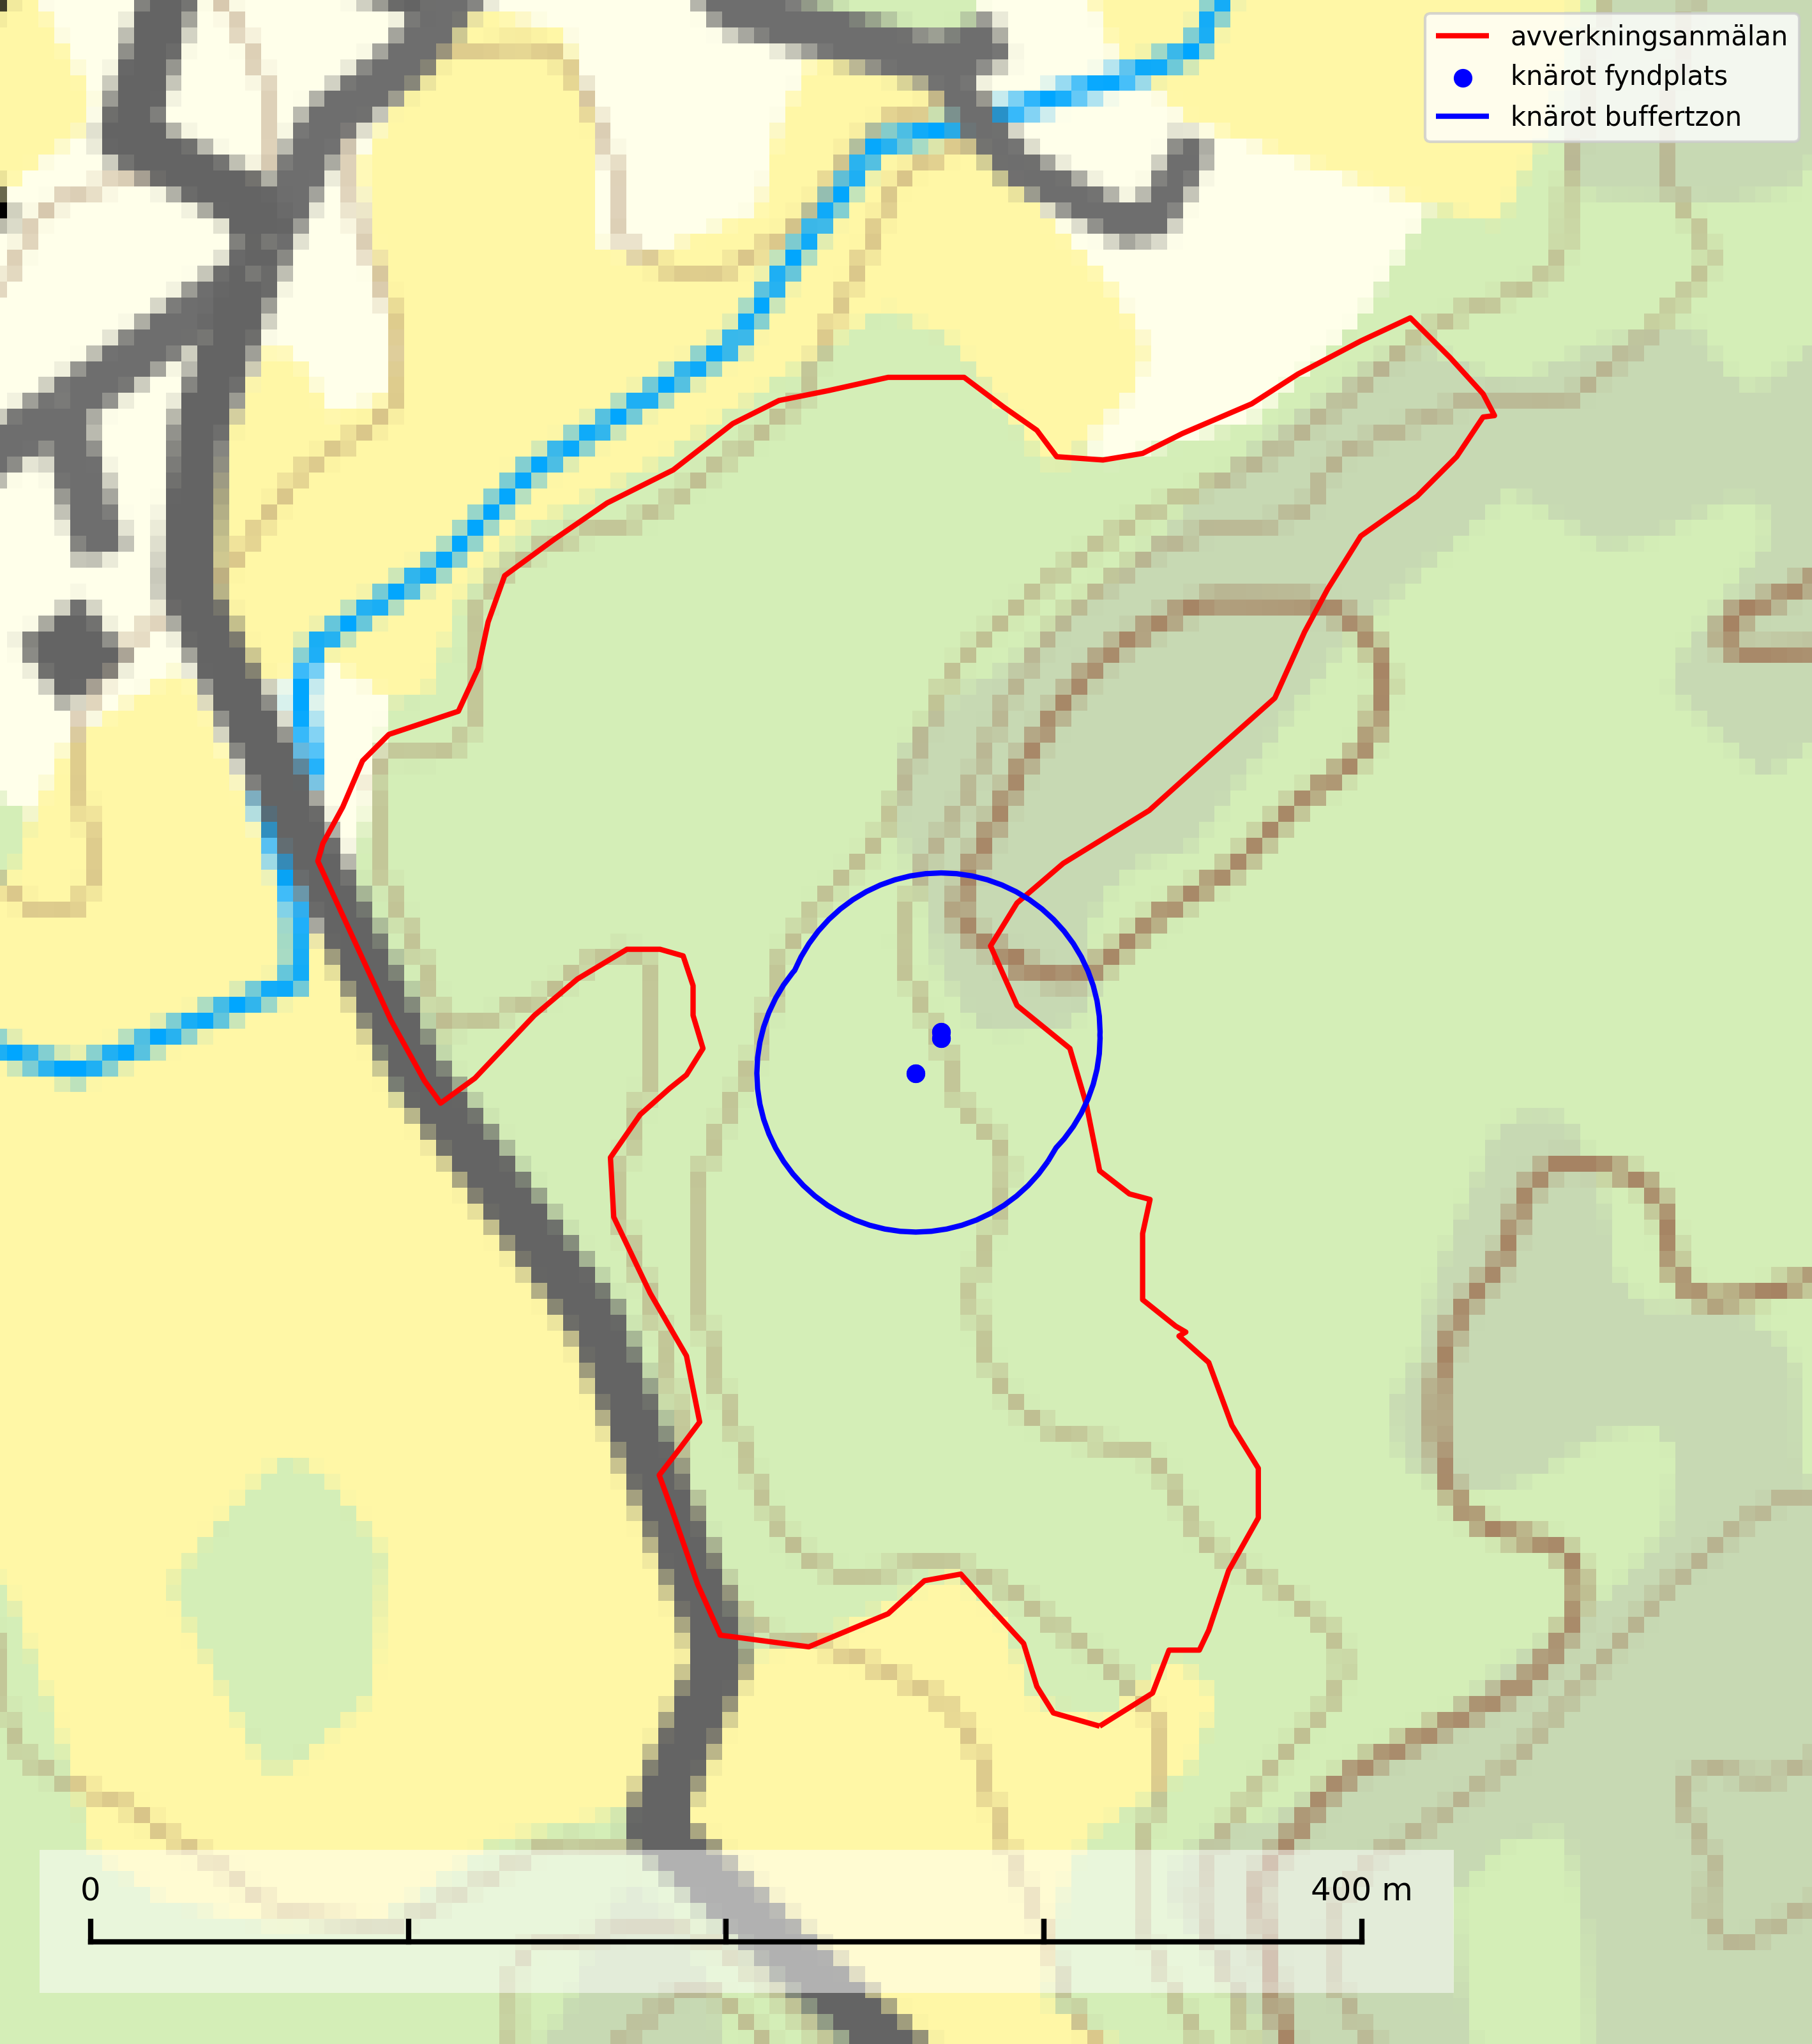 avverkningsanmälan
knärot fyndplats
knärot buffertzon
0
400 m